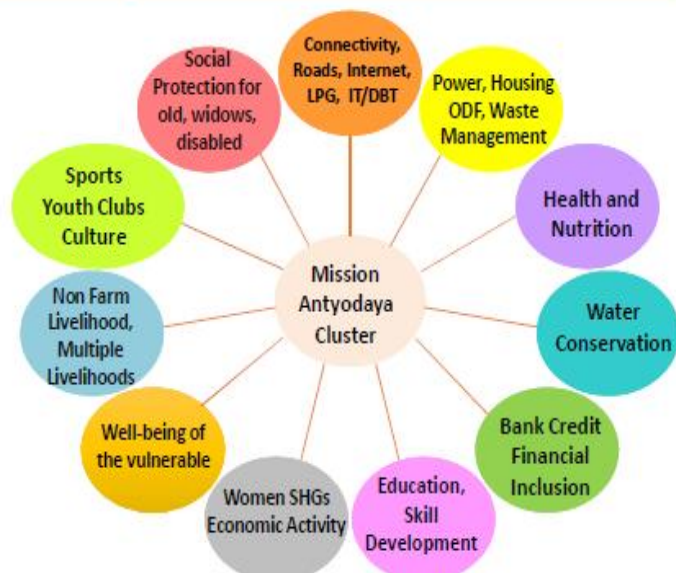 Connectivity,
Roads, Internet,
LPG, IT/DBT
Power, Housing
ODF, Waste
Management
Health and
Nutrition
Water
Conservation
Bank Credit
Financial
Inclusion
Education,
Skill
Development
Women SHGs
Economic Activity
Well-being of
the vulnerable
Non Farm
Livelihood,
Multiple
Livelihoods
Sports
Youth Clubs
Culture
Social
Protection for
old, widows,
disabled
Mission
Antyodaya
Cluster